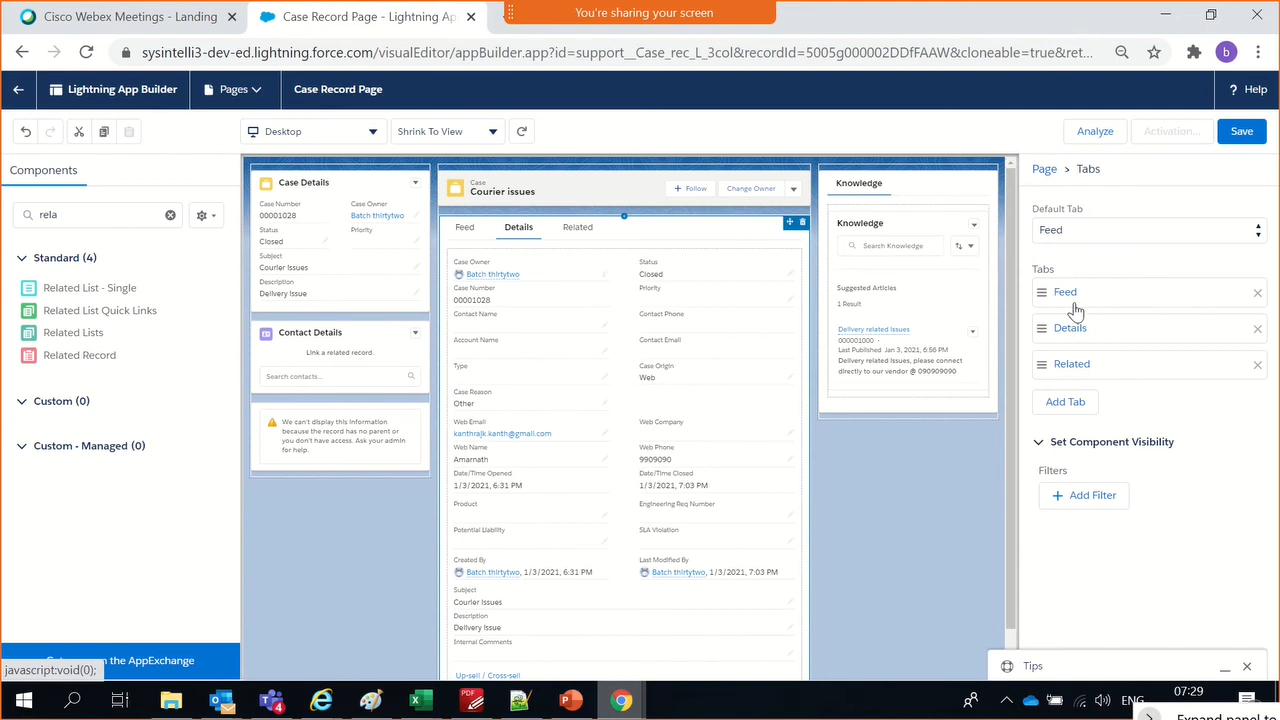 Cisco Webex Meetings - Landing
Case Record Page - Lightning Ap
You're sharing your screen
sysintelli3-dev-ed.lightning.force.com/visualEditor/appBuilder.app?id=support__Case_rec_L_3col&recordId=5005g000002DDfFAAW&cloneable=true&ret...
b
Lightning App Builder
Pages
Case Record Page
? Help
Desktop
Shrink To View
Analyze
Activation...
Save
Components
rela
Standard (4)
Related List - Single
Related List Quick Links
Related Lists
Related Record
Custom (0)
Custom - Managed (0)
the AppExchange
javascript:void(0);
Case Details
Case Number
00001028
Case Owner
Batch thirtytwo
Status
Closed
Priority
Subject
Courier Issues
Description
Delivery Issue
Contact Details
Link a related record.
Search contacts...
We can't display this information
because the record has no parent or
you don't have access. Ask your admin
for help.
Case
Courier issues
+ Follow
Change Owner
Feed
Details
Related
Case Owner
Batch thirtytwo
Status
Closed
Case Number
00001028
Priority
Contact Name
Contact Phone
Account Name
Contact Email
Type
Case Origin
Web
Case Reason
Other
Web Email
kanthrajk.kanth@gmail.com
Web Company
Web Name
Amarnath
Web Phone
9909090
Date/Time Opened
1/3/2021, 6:31 PM
Date/Time Closed
1/3/2021, 7:03 PM
Product
Engineering Req Number
Potential Liability
SLA Violation
Created By
Batch thirtytwo, 1/3/2021, 6:31 PM
Last Modified By
Batch thirtytwo, 1/3/2021, 7:03 PM
Subject
Courier Issues
Description
Delivery Issue
Internal Comments
Up-sell / Cross-sell
Knowledge
Knowledge
Search Knowledge
Suggested Articles
1 Result
Delivery related Issues
000001000 •
Last Published Jan 3, 2021, 6:56 PM
Delivery related Issues, please connect
directly to our vendor @ 090909090
Page > Tabs
Default Tab
Feed
Tabs
Feed
Details
Related
Add Tab
Set Component Visibility
Filters
+ Add Filter
Tips
ENG
07:29
Expand panel to